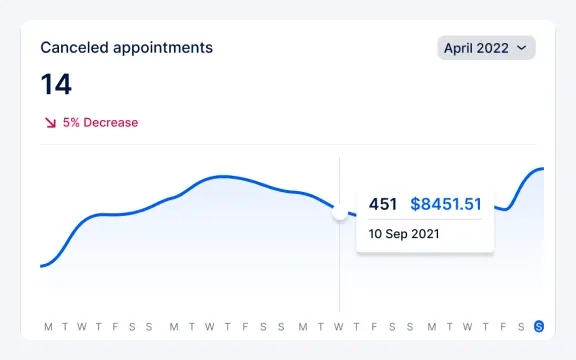 Canceled appointments
April 2022
14
5% Decrease
451 $8451.51
10 Sep 2021
M T W T F S S M T W T F S S M T W T F S S M T W T F S S